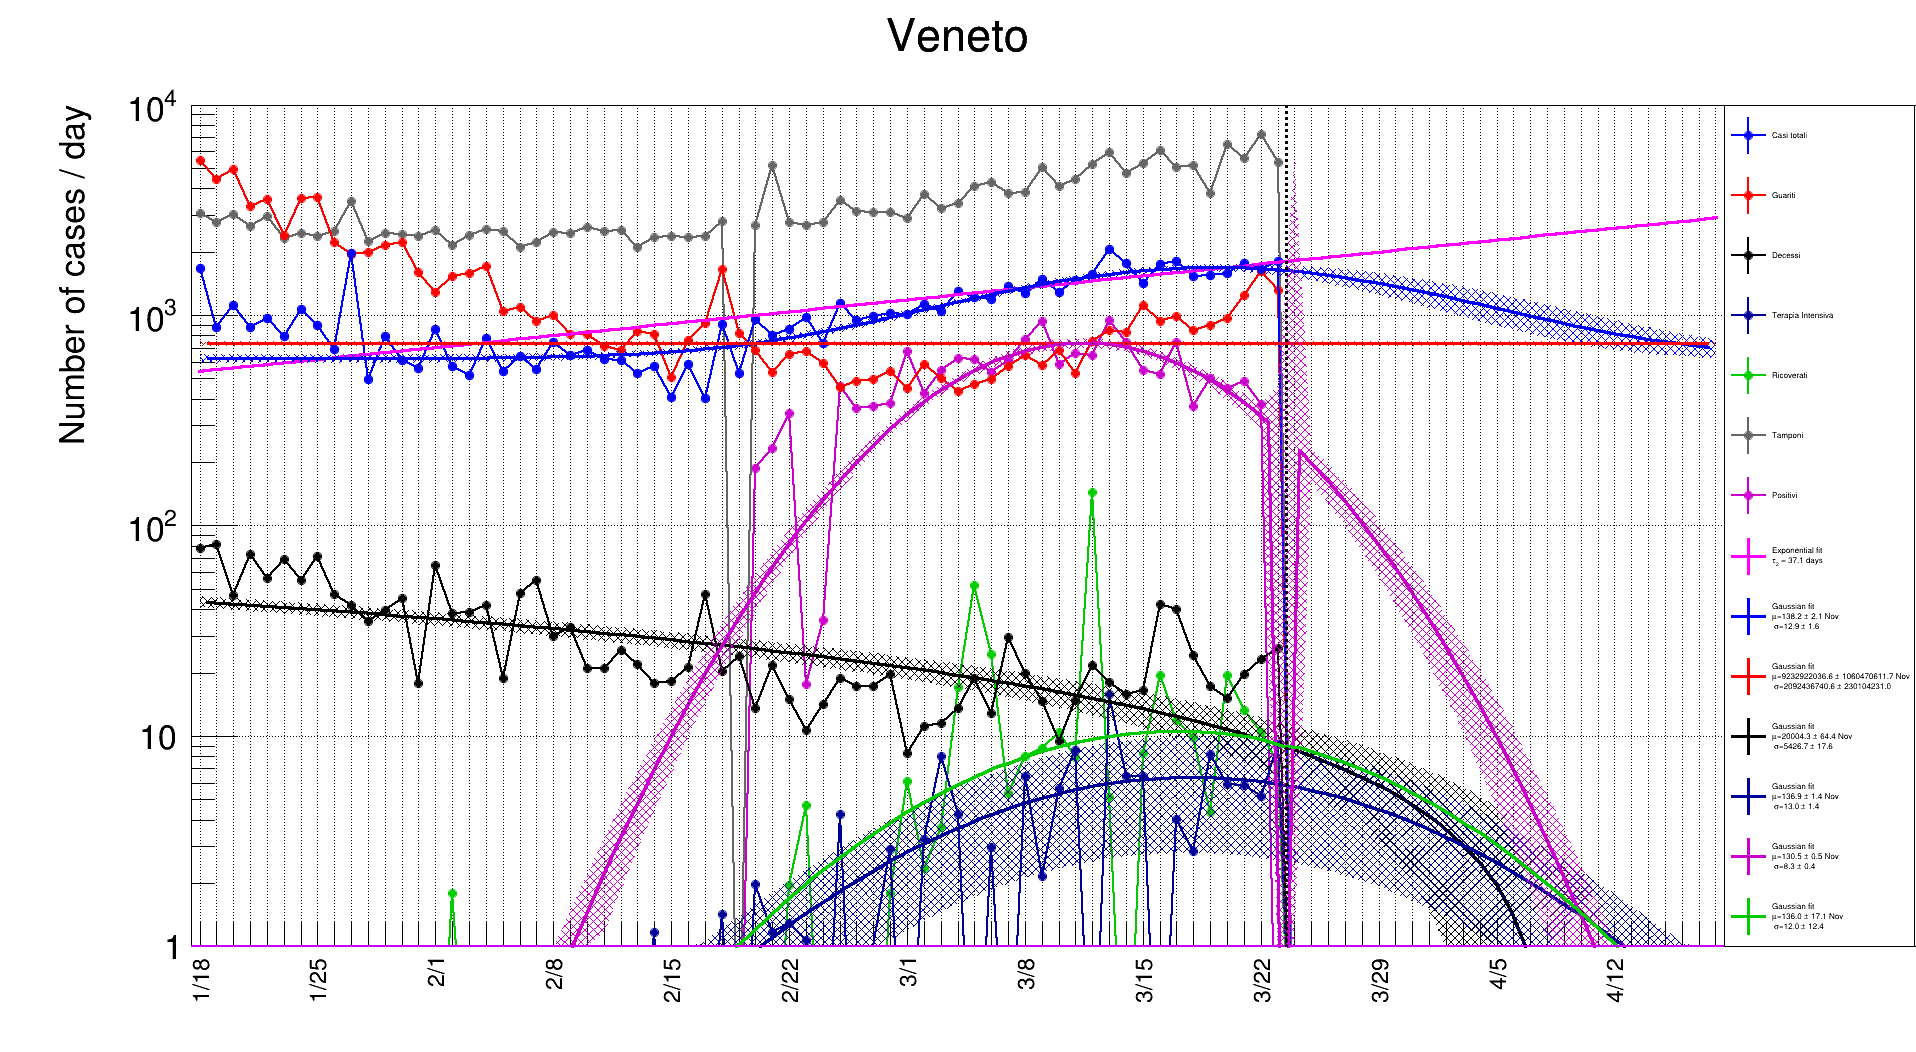 Veneto
Number of cases / day
10^4
10^3
10^2
10
1
1/18
1/25
2/1
2/8
2/15
2/22
3/1
3/8
3/15
3/22
3/29
4/5
4/12
Casi totali
Guariti
Decessi
Terapia Intensiva
Ricoverati
Tamponi
Positivi
Exponential fit
τ₂ = 37.1 days
Gaussian fit
μ=138.2 ± 2.1 Nov
σ=12.9 ± 1.6
Gaussian fit
μ=9232922036.6 ± 1060470611.7 Nov
σ=2092436740.6 ± 230104231.0
Gaussian fit
μ=20004.3 ± 64.4 Nov
σ=5426.7 ± 17.6
Gaussian fit
μ=136.9 ± 1.4 Nov
σ=13.0 ± 1.4
Gaussian fit
μ=130.5 ± 0.5 Nov
σ=8.3 ± 0.4
Gaussian fit
μ=136.0 ± 17.1 Nov
σ=12.0 ± 12.4